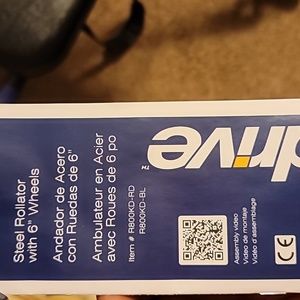 drive
Steel Rollator
with 6" Wheels
Andador de Acero
con Ruedas de 6"
Ambulateur en Acier
avec Roues de 6 po
Item # R800KD-RD
R800KD-BL
Assembly video
Video de montaje
Vidéo d'assemblage
CE